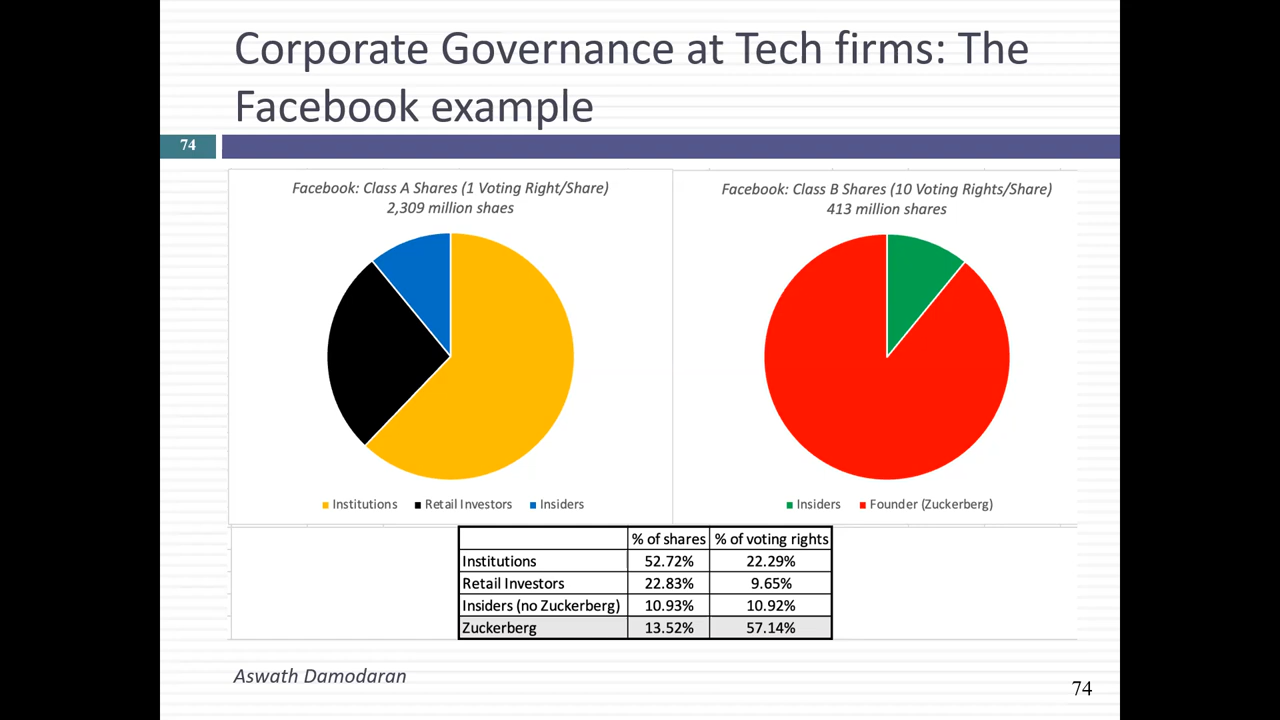 Corporate Governance at Tech firms: The
Facebook example
74
Facebook: Class A Shares (1 Voting Right/Share)
2,309 million shaes
Institutions Retail Investors Insiders
Facebook: Class B Shares (10 Voting Rights/Share)
413 million shares
Insiders Founder (Zuckerberg)
% of shares % of voting rights
Institutions 52.72% 22.29%
Retail Investors 22.83% 9.65%
Insiders (no Zuckerberg) 10.93% 10.92%
Zuckerberg 13.52% 57.14%
Aswath Damodaran
74